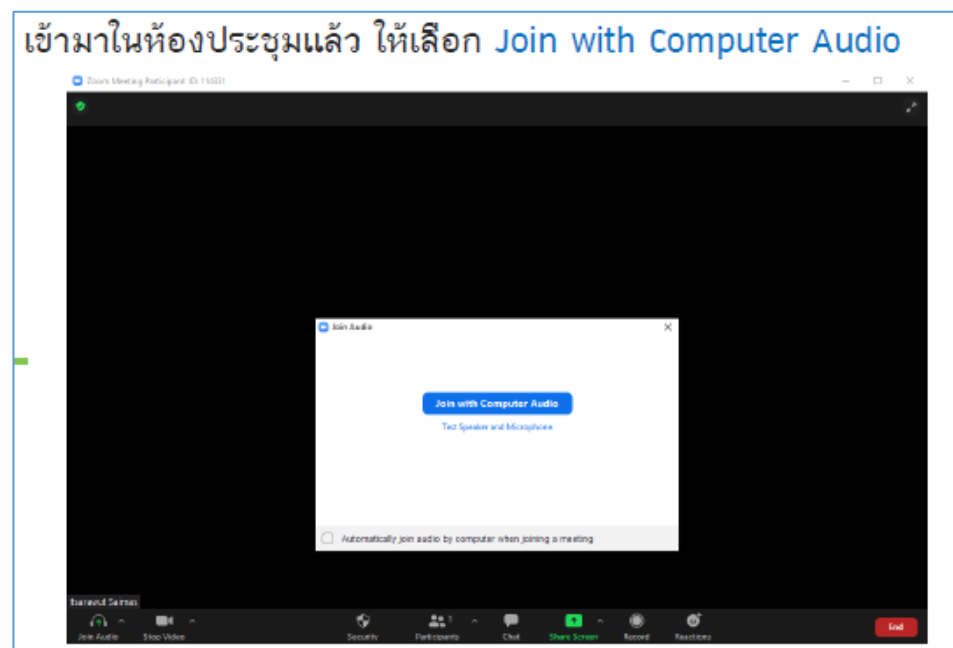 เข้ามาในห้องประชุมแล้ว ให้เลือก Join with Computer Audio
Zoom Meeting Participant ID:
Join Audio
Join with Computer Audio
Test Speaker and Microphone
Automatically join audio by computer when joining a meeting
Join Audio
Stop Video
Security
Participants
1
Chat
Share Screen
Record
Reactions
End